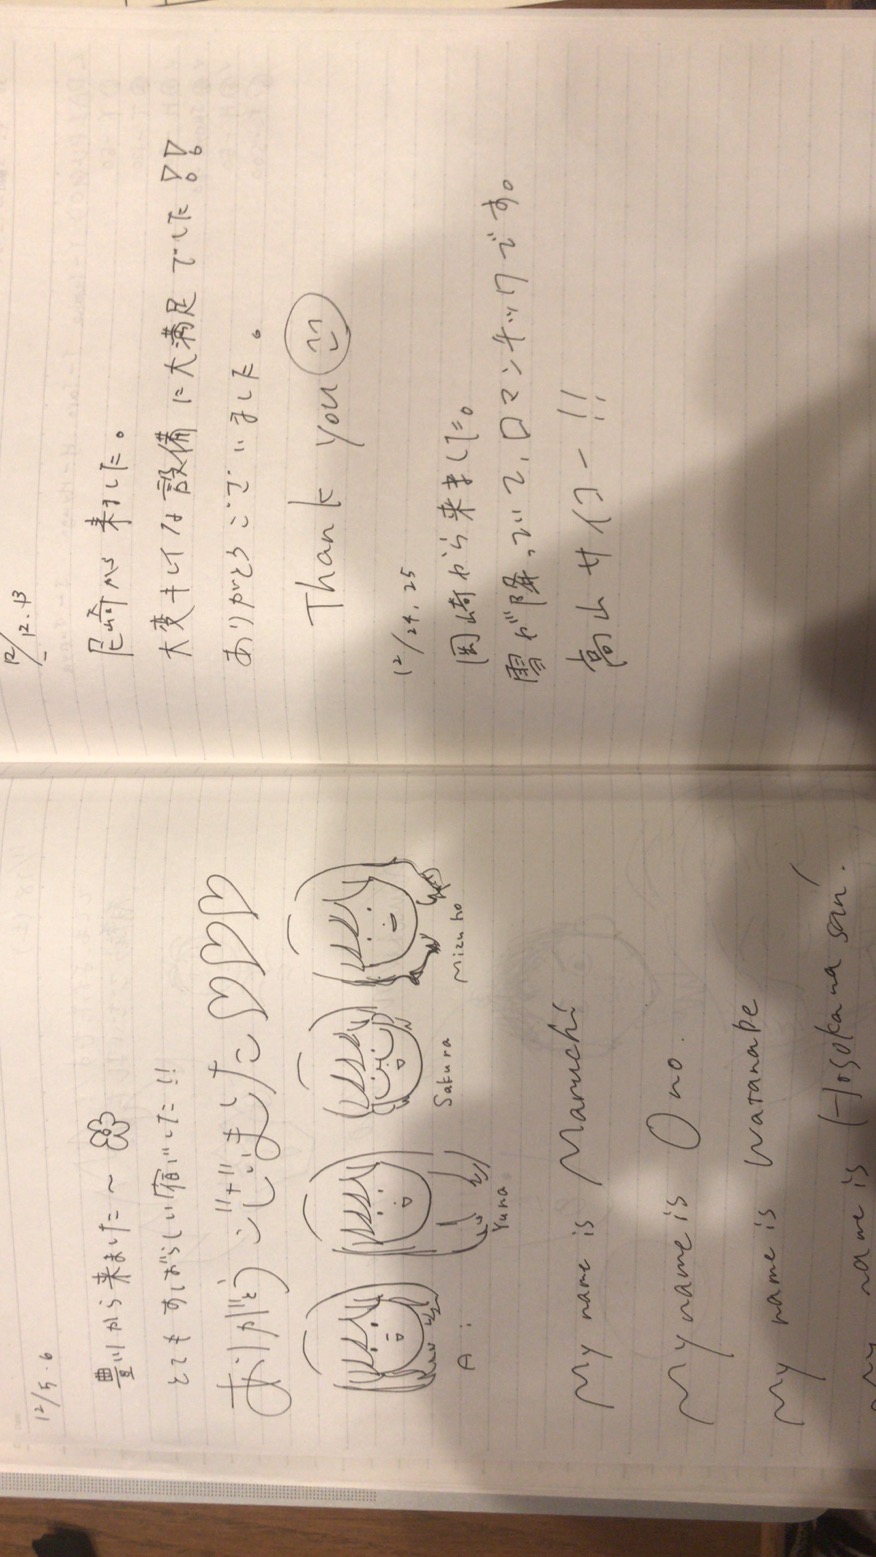 12/5.6
豊川から来ました〜
とてもすばらしい宿でした!!
ありがとうございました♡♡♡
Ai
Yuna
Sakura
Mizuho
My name is Maruchi
My name is Ono.
My name is Watanabe
My name is Hosokawa san.
12/12.13
尼崎から来ました。
大変キレイな設備に大満足でした!!
ありがとうございました。
Thank you
12/24.25
岡崎から来ました。
雪が降っていて、ロマンチックです。
高山サイコー!!